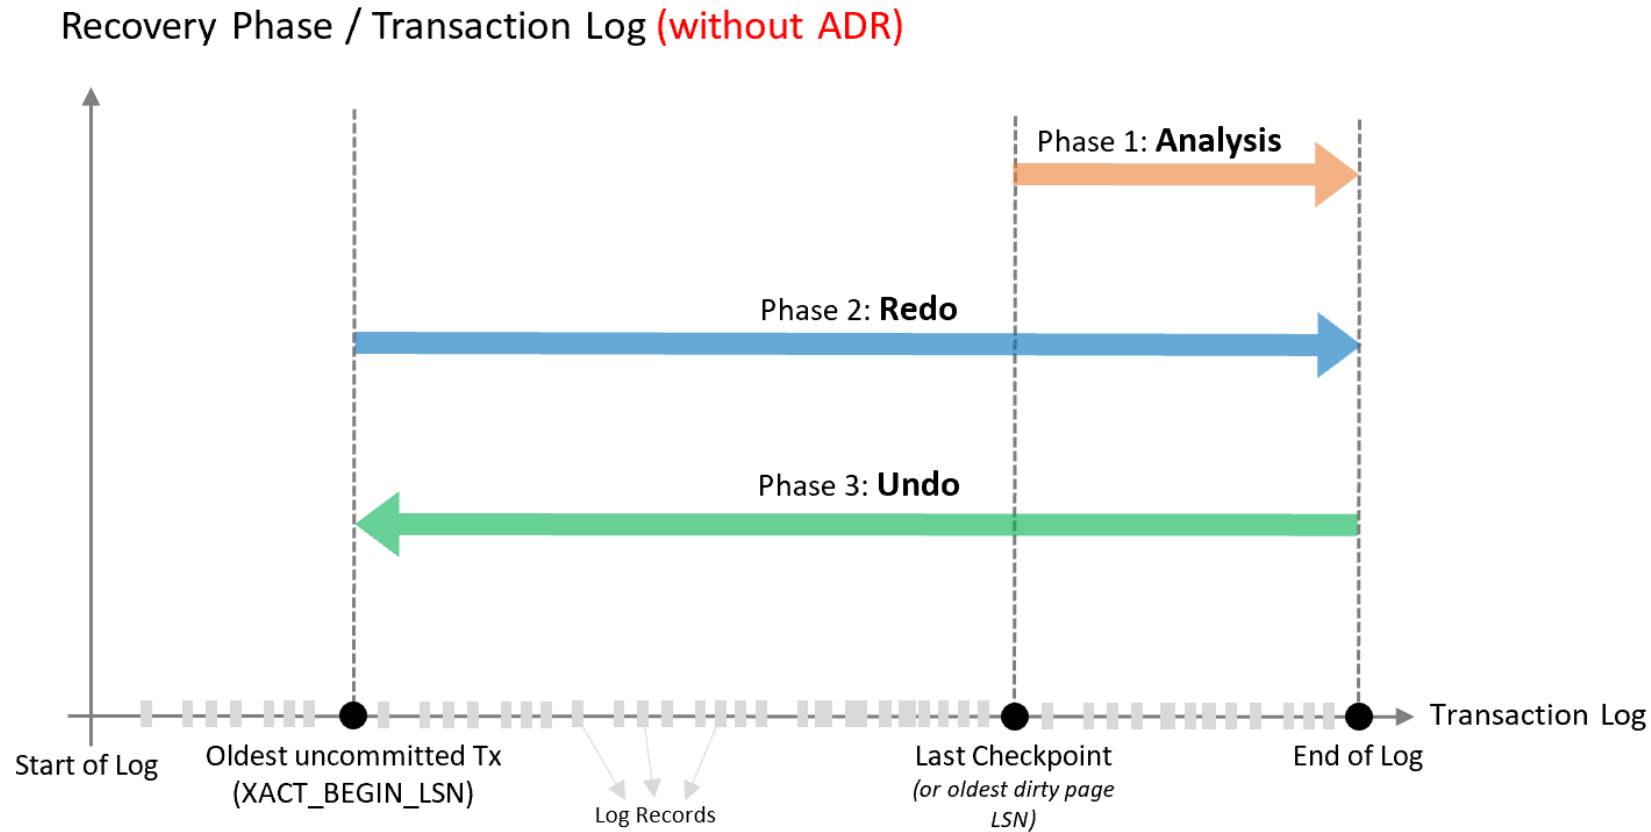 Recovery Phase / Transaction Log (without ADR)
Phase 1: Analysis
Phase 2: Redo
Phase 3: Undo
Transaction Log
Start of Log
Oldest uncommitted Tx
(XACT_BEGIN_LSN)
Log Records
Last Checkpoint
(or oldest dirty page
LSN)
End of Log